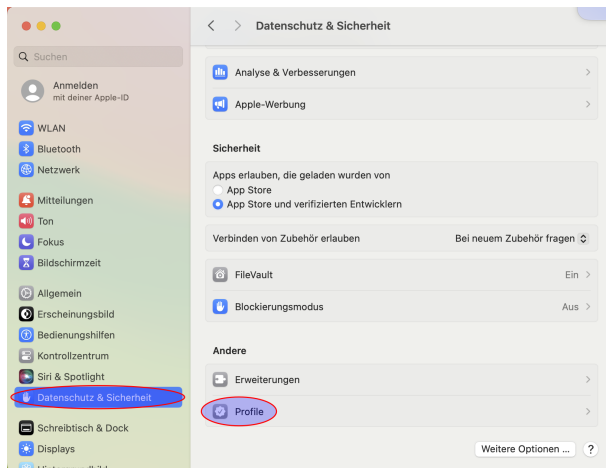 Datenschutz & Sicherheit
Suchen
Anmelden
mit deiner Apple-ID
WLAN
Bluetooth
Netzwerk
Mitteilungen
Ton
Fokus
Bildschirmzeit
Allgemein
Erscheinungsbild
Bedienungshilfen
Kontrollzentrum
Siri & Spotlight
Datenschutz & Sicherheit
Schreibtisch & Dock
Displays
Analyse & Verbesserungen
Apple-Werbung
Sicherheit
Apps erlauben, die geladen wurden von
App Store
App Store und verifizierten Entwicklern
Verbinden von Zubehör erlauben Bei neuem Zubehör fragen
FileVault Ein
Blockierungsmodus Aus
Andere
Erweiterungen
Profile
Weitere Optionen ... ?